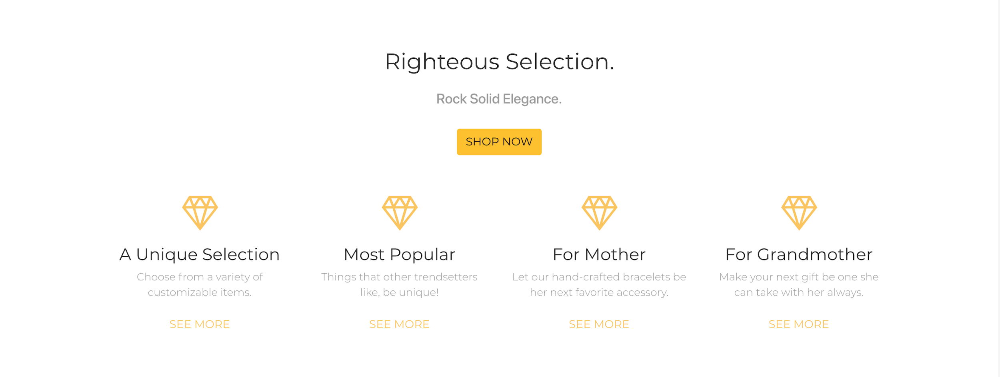 Righteous Selection.
Rock Solid Elegance.
SHOP NOW
A Unique Selection
Choose from a variety of
customizable items.
SEE MORE
Most Popular
Things that other trendsetters
like, be unique!
SEE MORE
For Mother
Let our hand-crafted bracelets be
her next favorite accessory.
SEE MORE
For Grandmother
Make your next gift be one she
can take with her always.
SEE MORE